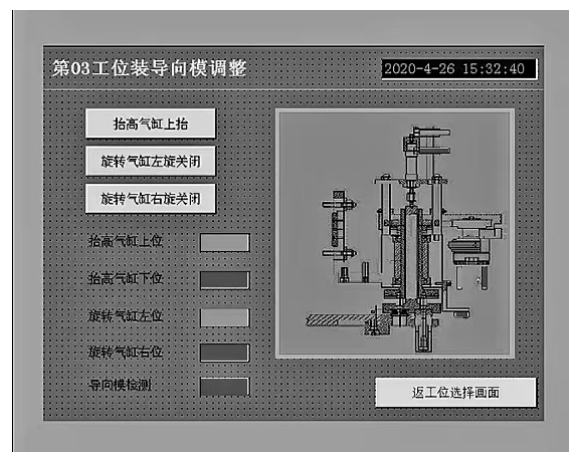 第03工位装导向模调整
2020-4-26 15:32:40
抬高气缸上抬
旋转气缸左旋关闭
旋转气缸右旋关闭
抬高气缸上位
抬高气缸下位
旋转气缸左位
旋转气缸右位
导向模检测
返工位选择画面